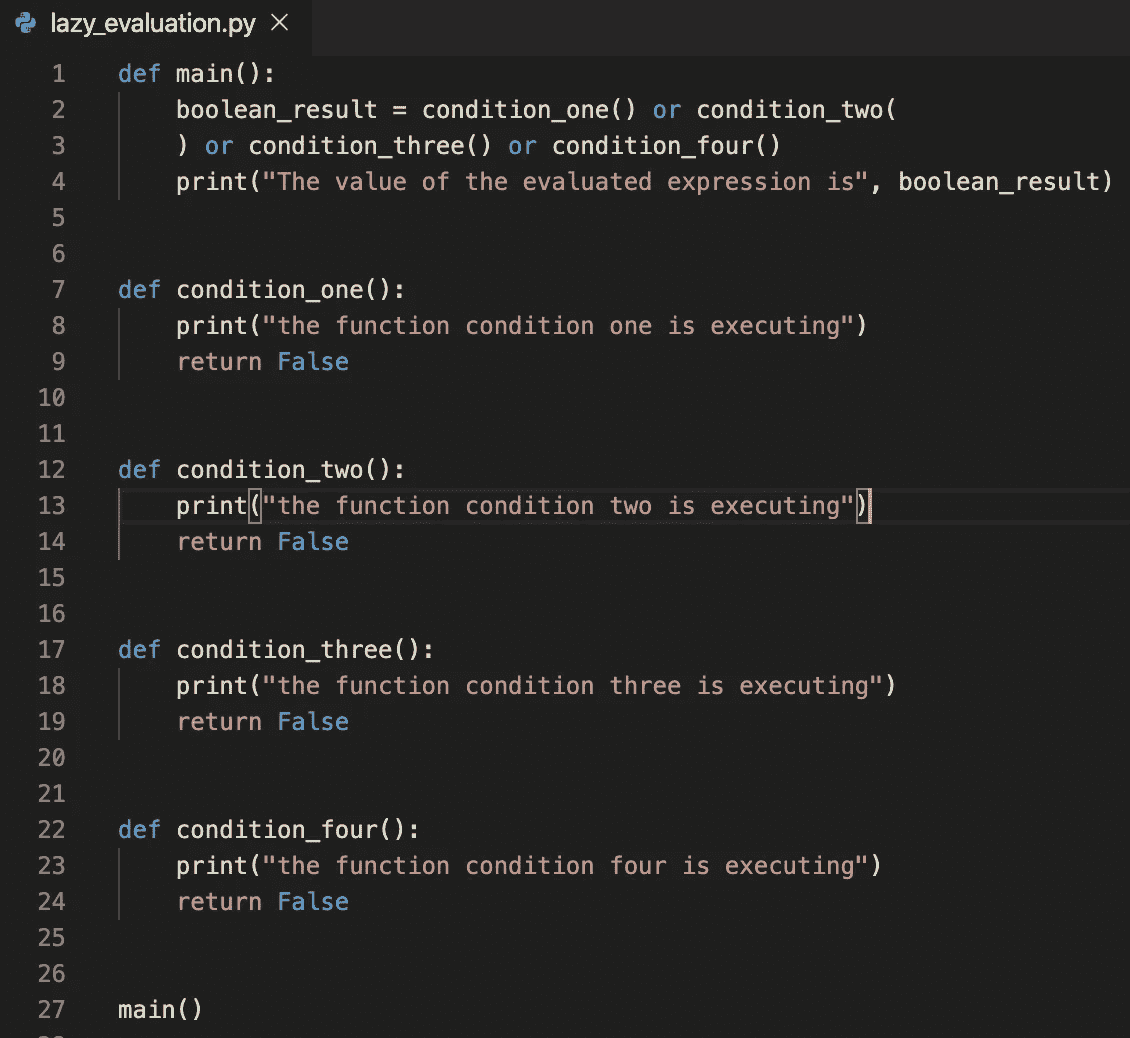 lazy_evaluation.py ×
1 def main():
2     boolean_result = condition_one() or condition_two(
3     ) or condition_three() or condition_four()
4     print("The value of the evaluated expression is", boolean_result)
5
6
7 def condition_one():
8     print("the function condition one is executing")
9     return False
10
11
12 def condition_two():
13     print("the function condition two is executing")
14     return False
15
16
17 def condition_three():
18     print("the function condition three is executing")
19     return False
20
21
22 def condition_four():
23     print("the function condition four is executing")
24     return False
25
26
27 main()